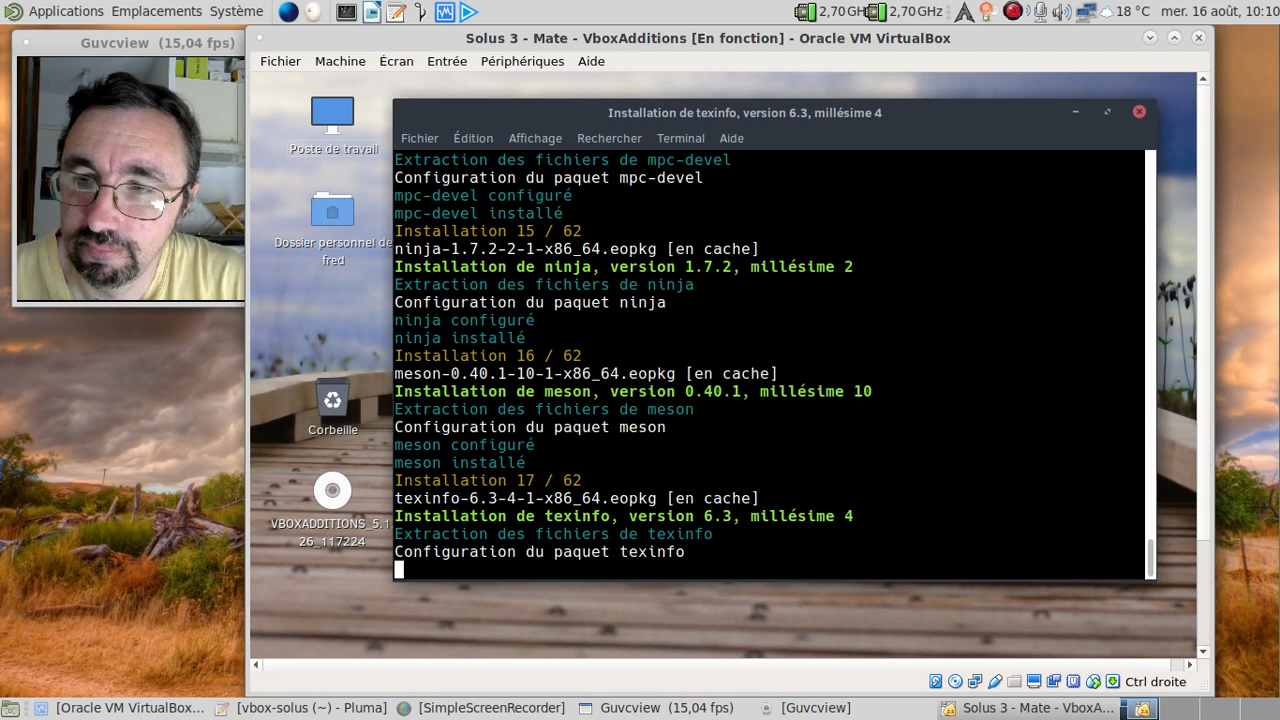 Applications Emplacements Système
2,70 GH 2,70 GHz 18 °C mer. 16 août, 10:10
Guvcview (15,04 fps)
Solus 3 - Mate - VboxAdditions [En fonction] - Oracle VM VirtualBox
Fichier Machine Écran Entrée Périphériques Aide
Poste de travail
Dossier personnel de
fred
Corbeille
VBOXADDITIONS_5.1
26_117224
Installation de texinfo, version 6.3, millésime 4
Fichier Édition Affichage Rechercher Terminal Aide
Extraction des fichiers de mpc-devel
Configuration du paquet mpc-devel
mpc-devel configuré
mpc-devel installé
Installation 15 / 62
ninja-1.7.2-2-1-x86_64.eopkg [en cache]
Installation de ninja, version 1.7.2, millésime 2
Extraction des fichiers de ninja
Configuration du paquet ninja
ninja configuré
ninja installé
Installation 16 / 62
meson-0.40.1-10-1-x86_64.eopkg [en cache]
Installation de meson, version 0.40.1, millésime 10
Extraction des fichiers de meson
Configuration du paquet meson
meson configuré
meson installé
Installation 17 / 62
texinfo-6.3-4-1-x86_64.eopkg [en cache]
Installation de texinfo, version 6.3, millésime 4
Extraction des fichiers de texinfo
Configuration du paquet texinfo
Ctrl droite
[Oracle VM VirtualBox... [vbox-solus (~) - Pluma] [SimpleScreenRecorder] Guvcview (15,04 fps) [Guvcview] Solus 3 - Mate - VboxA...